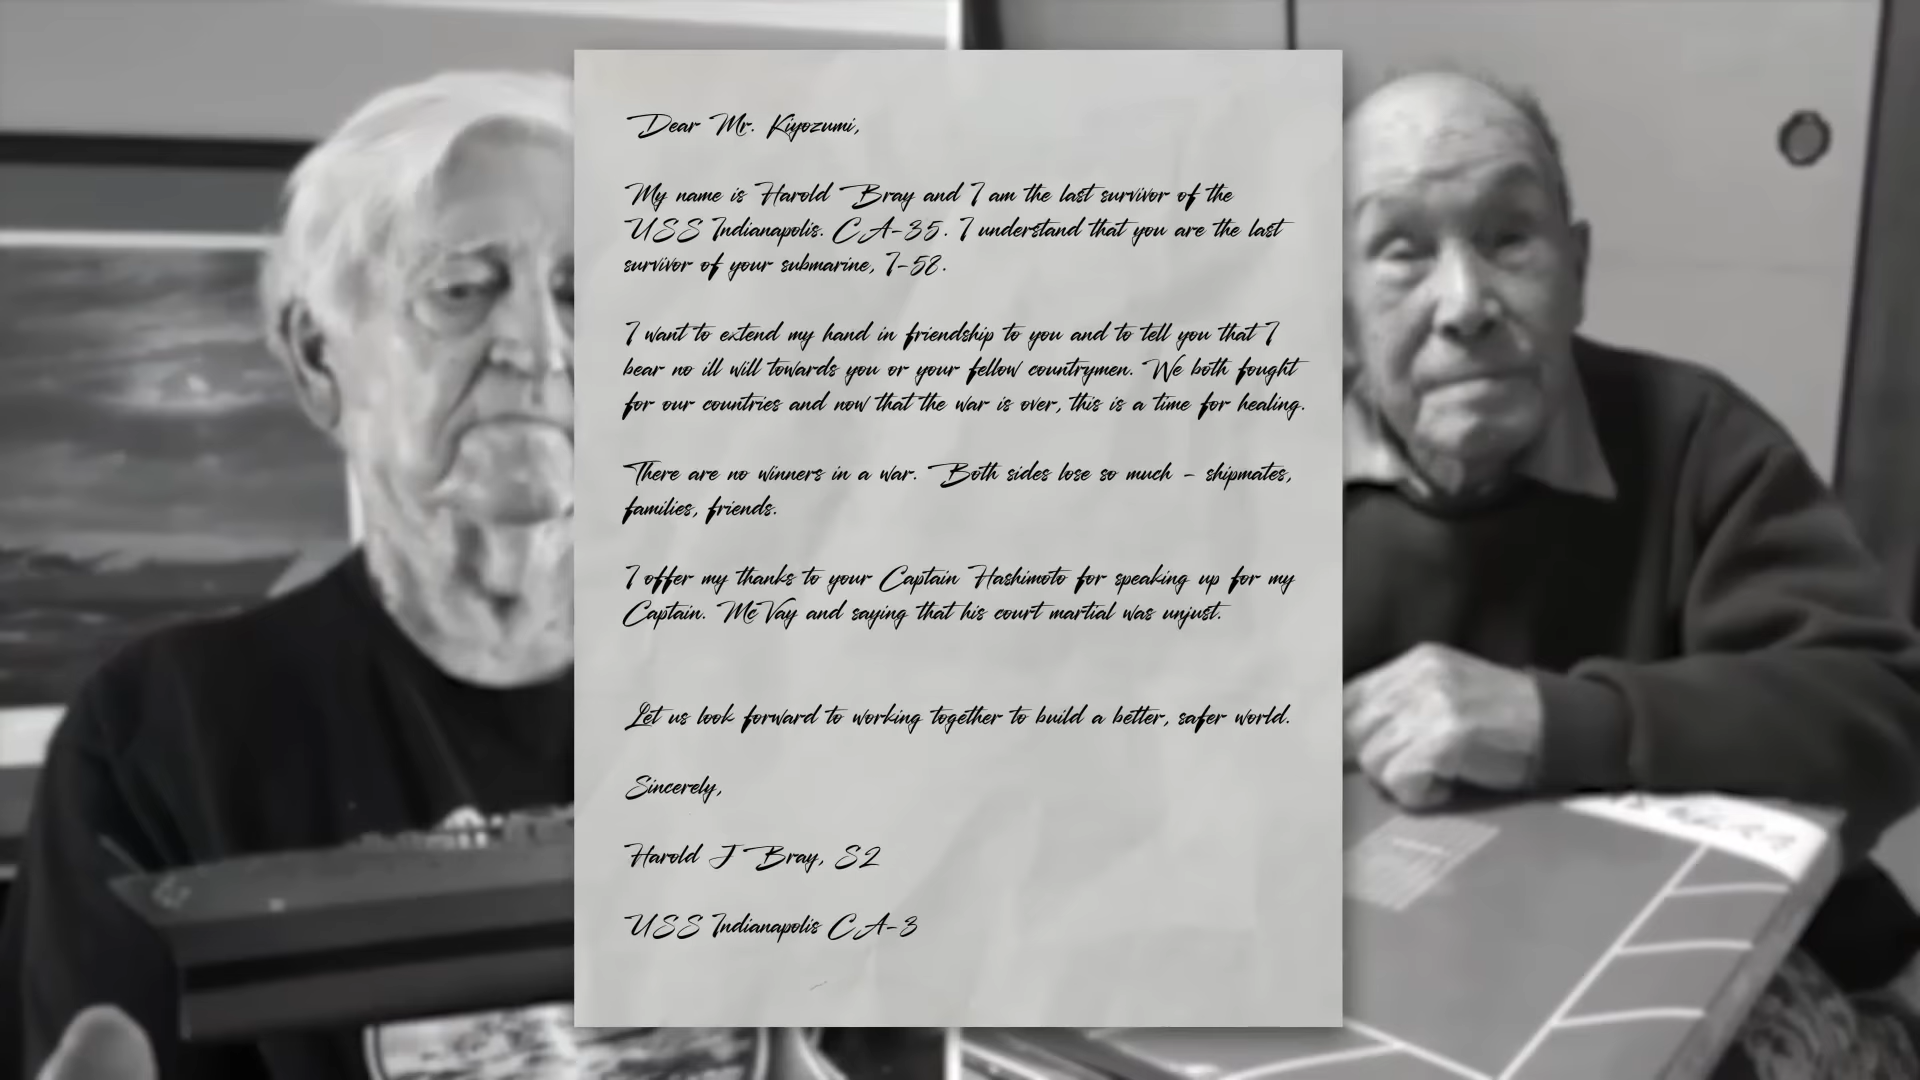 Dear Mr. Kiyozumi,
My name is Harold Bray and I am the last survivor of the
USS Indianapolis. CA-35. I understand that you are the last
survivor of your submarine, I-58.
I want to extend my hand in friendship to you and to tell you that I
bear no ill will towards you or your fellow countrymen. We both fought
for our countries and now that the war is over, this is a time for healing.
There are no winners in a war. Both sides lose so much - shipmates,
families, friends.
I offer my thanks to your Captain Hashimoto for speaking up for my
Captain. McVay and saying that his court martial was unjust.
Let us look forward to working together to build a better, safer world.
Sincerely,
Harold J Bray, S2
USS Indianapolis CA-3